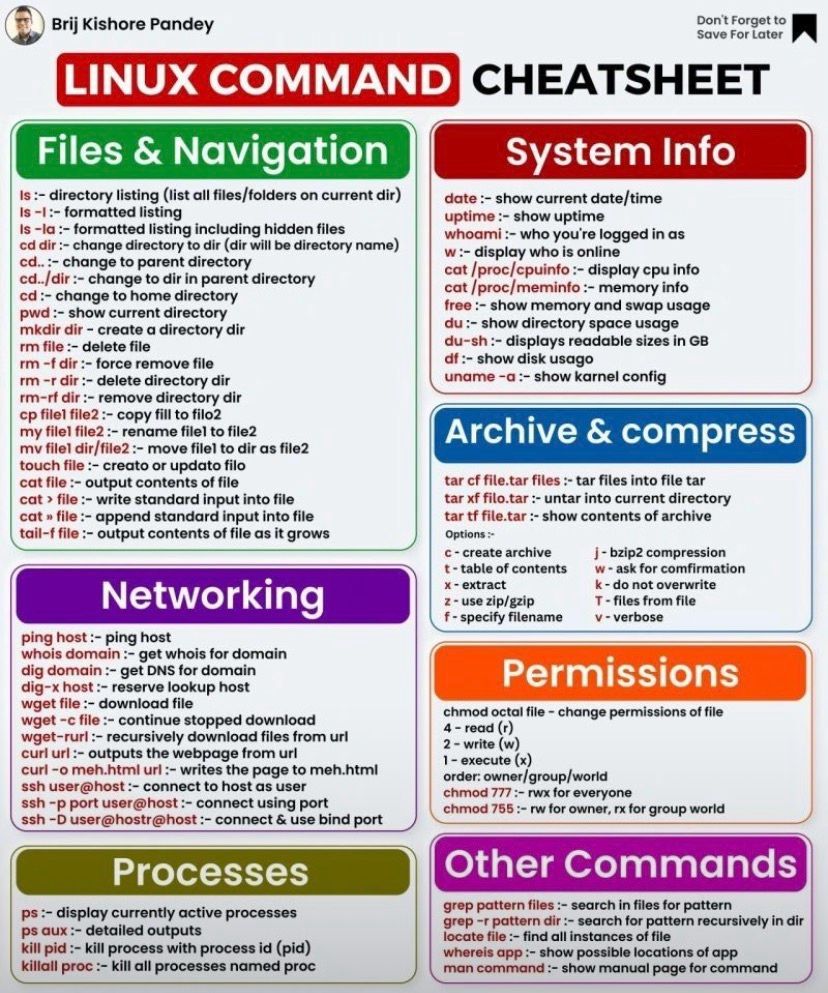 Brij Kishore Pandey
Don't Forget to
Save For Later
LINUX COMMAND CHEATSHEET
Files & Navigation
ls :- directory listing (list all files/folders on current dir)
ls -l :- formatted listing
ls -la :- formatted listing including hidden files
cd dir :- change directory to dir (dir will be directory name)
cd.. :- change to parent directory
cd../dir :- change to dir in parent directory
cd :- change to home directory
pwd :- show current directory
mkdir dir - create a directory dir
rm file :- delete file
rm -f dir :- force remove file
rm -r dir :- delete directory dir
rm-rf dir :- remove directory dir
cp file1 file2 :- copy fill to filo2
my file1 file2 :- rename file1 to file2
mv file1 dir/file2 :- move file1 to dir as file2
touch file :- creato or updato filo
cat file :- output contents of file
cat > file :- write standard input into file
cat » file :- append standard input into file
tail-f file :- output contents of file as it grows
Networking
ping host :- ping host
whois domain :- get whois for domain
dig domain :- get DNS for domain
dig-x host :- reserve lookup host
wget file :- download file
wget -c file :- continue stopped download
wget-rurl :- recursively download files from url
curl url :- outputs the webpage from url
curl -o meh.html url :- writes the page to meh.html
ssh user@host :- connect to host as user
ssh -p port user@host :- connect using port
ssh -D user@hostr@host :- connect & use bind port
Processes
ps :- display currently active processes
ps aux :- detailed outputs
kill pid :- kill process with process id (pid)
killall proc :- kill all processes named proc
System Info
date :- show current date/time
uptime :- show uptime
whoami :- who you're logged in as
w :- display who is online
cat /proc/cpuinfo :- display cpu info
cat /proc/meminfo :- memory info
free :- show memory and swap usage
du :- show directory space usage
du-sh :- displays readable sizes in GB
df :- show disk usago
uname -a :- show karnel config
Archive & compress
tar cf file.tar files :- tar files into file tar
tar xf filo.tar :- untar into current directory
tar tf file.tar :- show contents of archive
Options :-
c - create archive
t - table of contents
x - extract
z - use zip/gzip
f - specify filename
j - bzip2 compression
w - ask for comfirmation
k - do not overwrite
T - files from file
v - verbose
Permissions
chmod octal file - change permissions of file
4 - read (r)
2 - write (w)
1 - execute (x)
order: owner/group/world
chmod 777 :- rwx for everyone
chmod 755 :- rw for owner, rx for group world
Other Commands
grep pattern files :- search in files for pattern
grep -r pattern dir :- search for pattern recursively in dir
locate file :- find all instances of file
whereis app :- show possible locations of app
man command :- show manual page for command